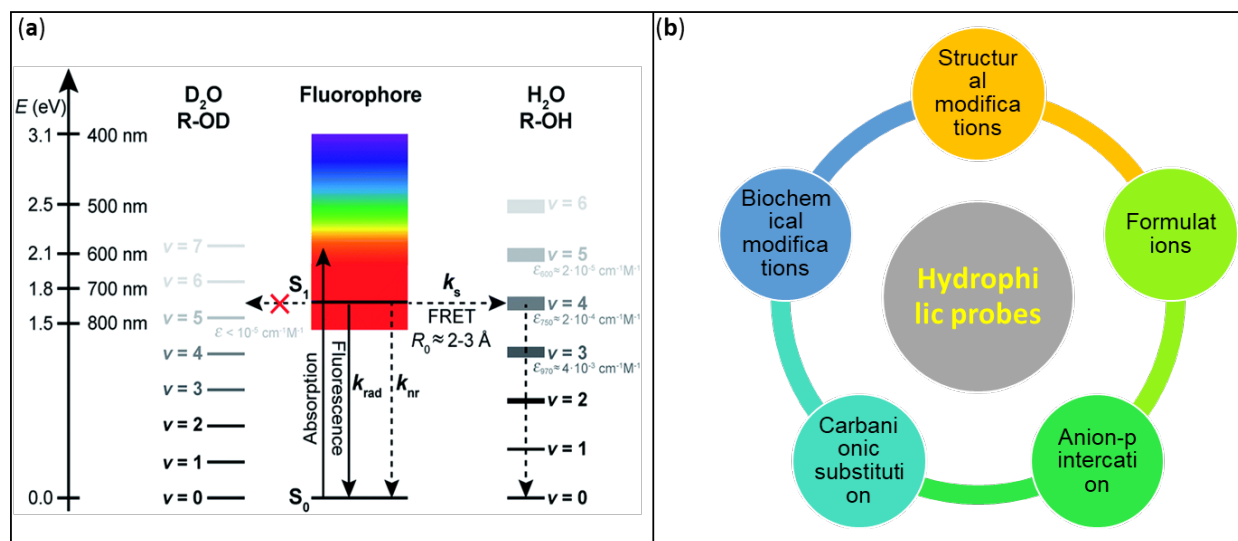 (a)
E (eV)
3.1
2.5
2.1
1.8
1.5
0.0
400 nm
500 nm
600 nm
700 nm
800 nm
D₂O
R-OD
v = 7
v = 6
v = 5
ε < 10⁻⁵ cm⁻¹M⁻¹
v = 4
v = 3
v = 2
v = 1
v = 0
Fluorophore
S₁
Absorption
Fluorescence
k_rad
k_nr
S₀
k_s
FRET
R₀ ≈ 2-3 Å
H₂O
R-OH
v = 6
v = 5
ε₆₀₀≈ 2·10⁻⁵ cm⁻¹M⁻¹
v = 4
ε₇₅₀≈ 2·10⁻⁴ cm⁻¹M⁻¹
v = 3
ε₉₇₀≈ 4·10⁻³ cm⁻¹M⁻¹
v = 2
v = 1
v = 0
(b)
Structur
al
modifica
tions
Formulat
ions
Anion-p
intercati
on
Carbani
onic
substituti
on
Biochem
ical
modifica
tions
Hydrophi
lic probes